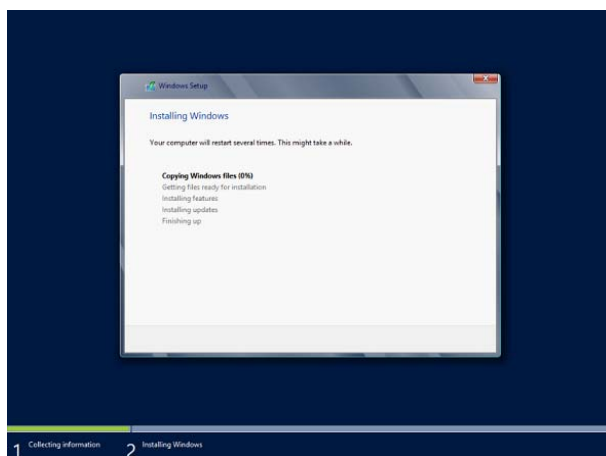 Windows Setup
Installing Windows
Your computer will restart several times. This might take a while.
Copying Windows files (0%)
Getting files ready for installation
Installing features
Installing updates
Finishing up
1 Collecting information
2 Installing Windows